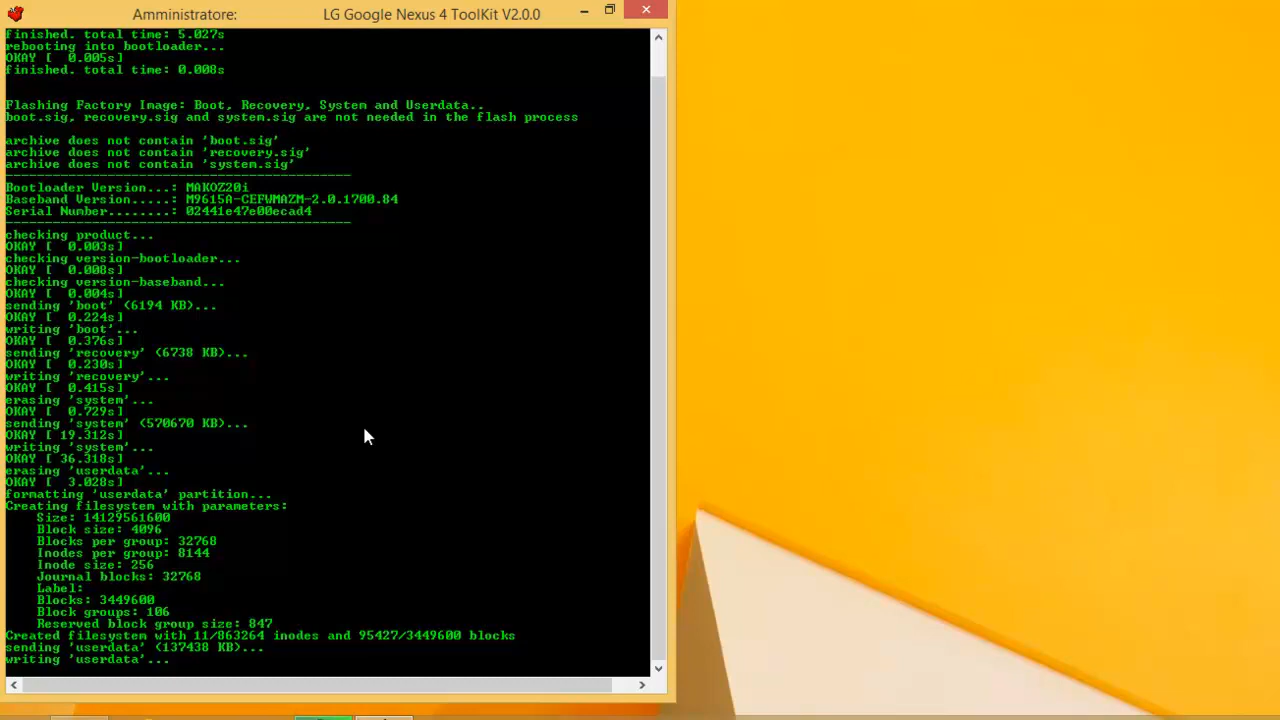 Amministratore: LG Google Nexus 4 ToolKit V2.0.0
finished. total time: 5.027s
rebooting into bootloader...
OKAY [  0.005s]
finished. total time: 0.008s
Flashing Factory Image: Boot, Recovery, System and Userdata..
boot.sig, recovery.sig and system.sig are not needed in the flash process
archive does not contain 'boot.sig'
archive does not contain 'recovery.sig'
archive does not contain 'system.sig'
--------------------------------------------
Bootloader Version...: MAKOZ20i
Baseband Version.....: M9615A-CEFWMAZM-2.0.1700.84
Serial Number........: 02441e47e00ecad4
--------------------------------------------
checking product...
OKAY [  0.003s]
checking version-bootloader...
OKAY [  0.008s]
checking version-baseband...
OKAY [  0.004s]
sending 'boot' (6194 KB)...
OKAY [  0.224s]
writing 'boot'...
OKAY [  0.376s]
sending 'recovery' (6738 KB)...
OKAY [  0.230s]
writing 'recovery'...
OKAY [  0.415s]
erasing 'system'...
OKAY [  0.729s]
sending 'system' (570670 KB)...
OKAY [ 19.312s]
writing 'system'...
OKAY [ 36.318s]
erasing 'userdata'...
OKAY [  3.028s]
formatting 'userdata' partition...
Creating filesystem with parameters:
    Size: 14129561600
    Block size: 4096
    Blocks per group: 32768
    Inodes per group: 8144
    Inode size: 256
    Journal blocks: 32768
    Label:
    Blocks: 3449600
    Block groups: 106
    Reserved block group size: 847
Created filesystem with 11/863264 inodes and 95427/3449600 blocks
sending 'userdata' (137438 KB)...
writing 'userdata'...